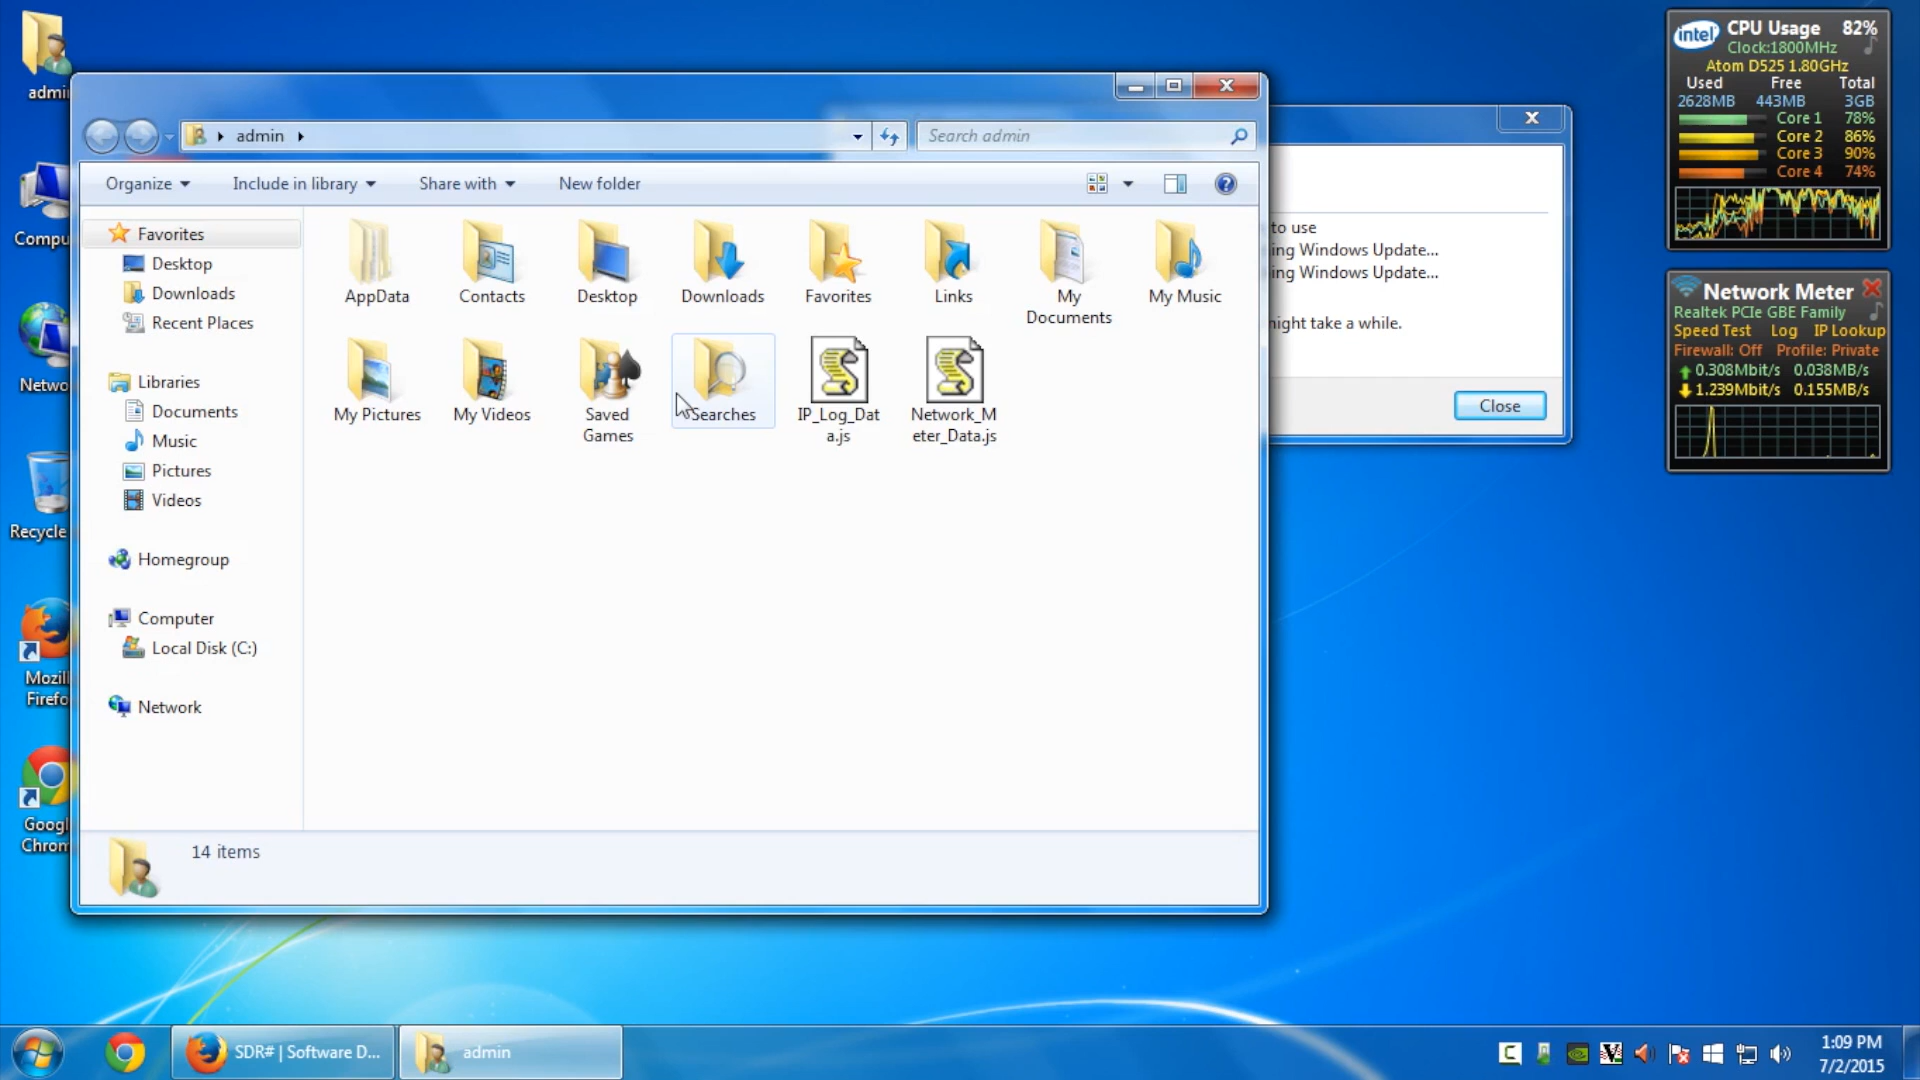 admin
Compu
Netwo
Recycle
Mozil
Firefo
Googl
Chrom
admin
Search admin
Organize
Include in library
Share with
New folder
Favorites
Desktop
Downloads
Recent Places
Libraries
Documents
Music
Pictures
Videos
Homegroup
Computer
Local Disk (C:)
Network
AppData
Contacts
Desktop
Downloads
Favorites
Links
My
Documents
My Music
My Pictures
My Videos
Saved
Games
Searches
IP_Log_Dat
a.js
Network_M
eter_Data.js
14 items
to use
ing Windows Update...
ing Windows Update...
might take a while.
Close
intel
CPU Usage 82%
Clock:1800MHz
Atom D525 1.80GHz
Used Free Total
2628MB 443MB 3GB
Core 1 78%
Core 2 86%
Core 3 90%
Core 4 74%
Network Meter
Realtek PCIe GBE Family
Speed Test Log IP Lookup
Firewall: Off Profile: Private
0.308Mbit/s 0.038MB/s
1.239Mbit/s 0.155MB/s
SDR# | Software D...
admin
1:09 PM
7/2/2015